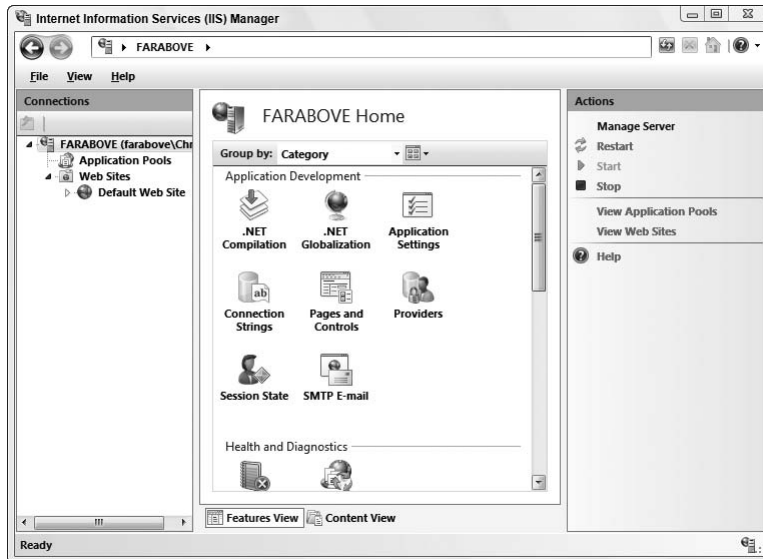 Internet Information Services (IIS) Manager
FARABOVE
File View Help
Connections
FARABOVE (farabove\Chr
Application Pools
Web Sites
Default Web Site
FARABOVE Home
Group by: Category
Application Development
.NET Compilation
.NET Globalization
Application Settings
Connection Strings
Pages and Controls
Providers
Session State
SMTP E-mail
Health and Diagnostics
Features View
Content View
Actions
Manage Server
Restart
Start
Stop
View Application Pools
View Web Sites
Help
Ready